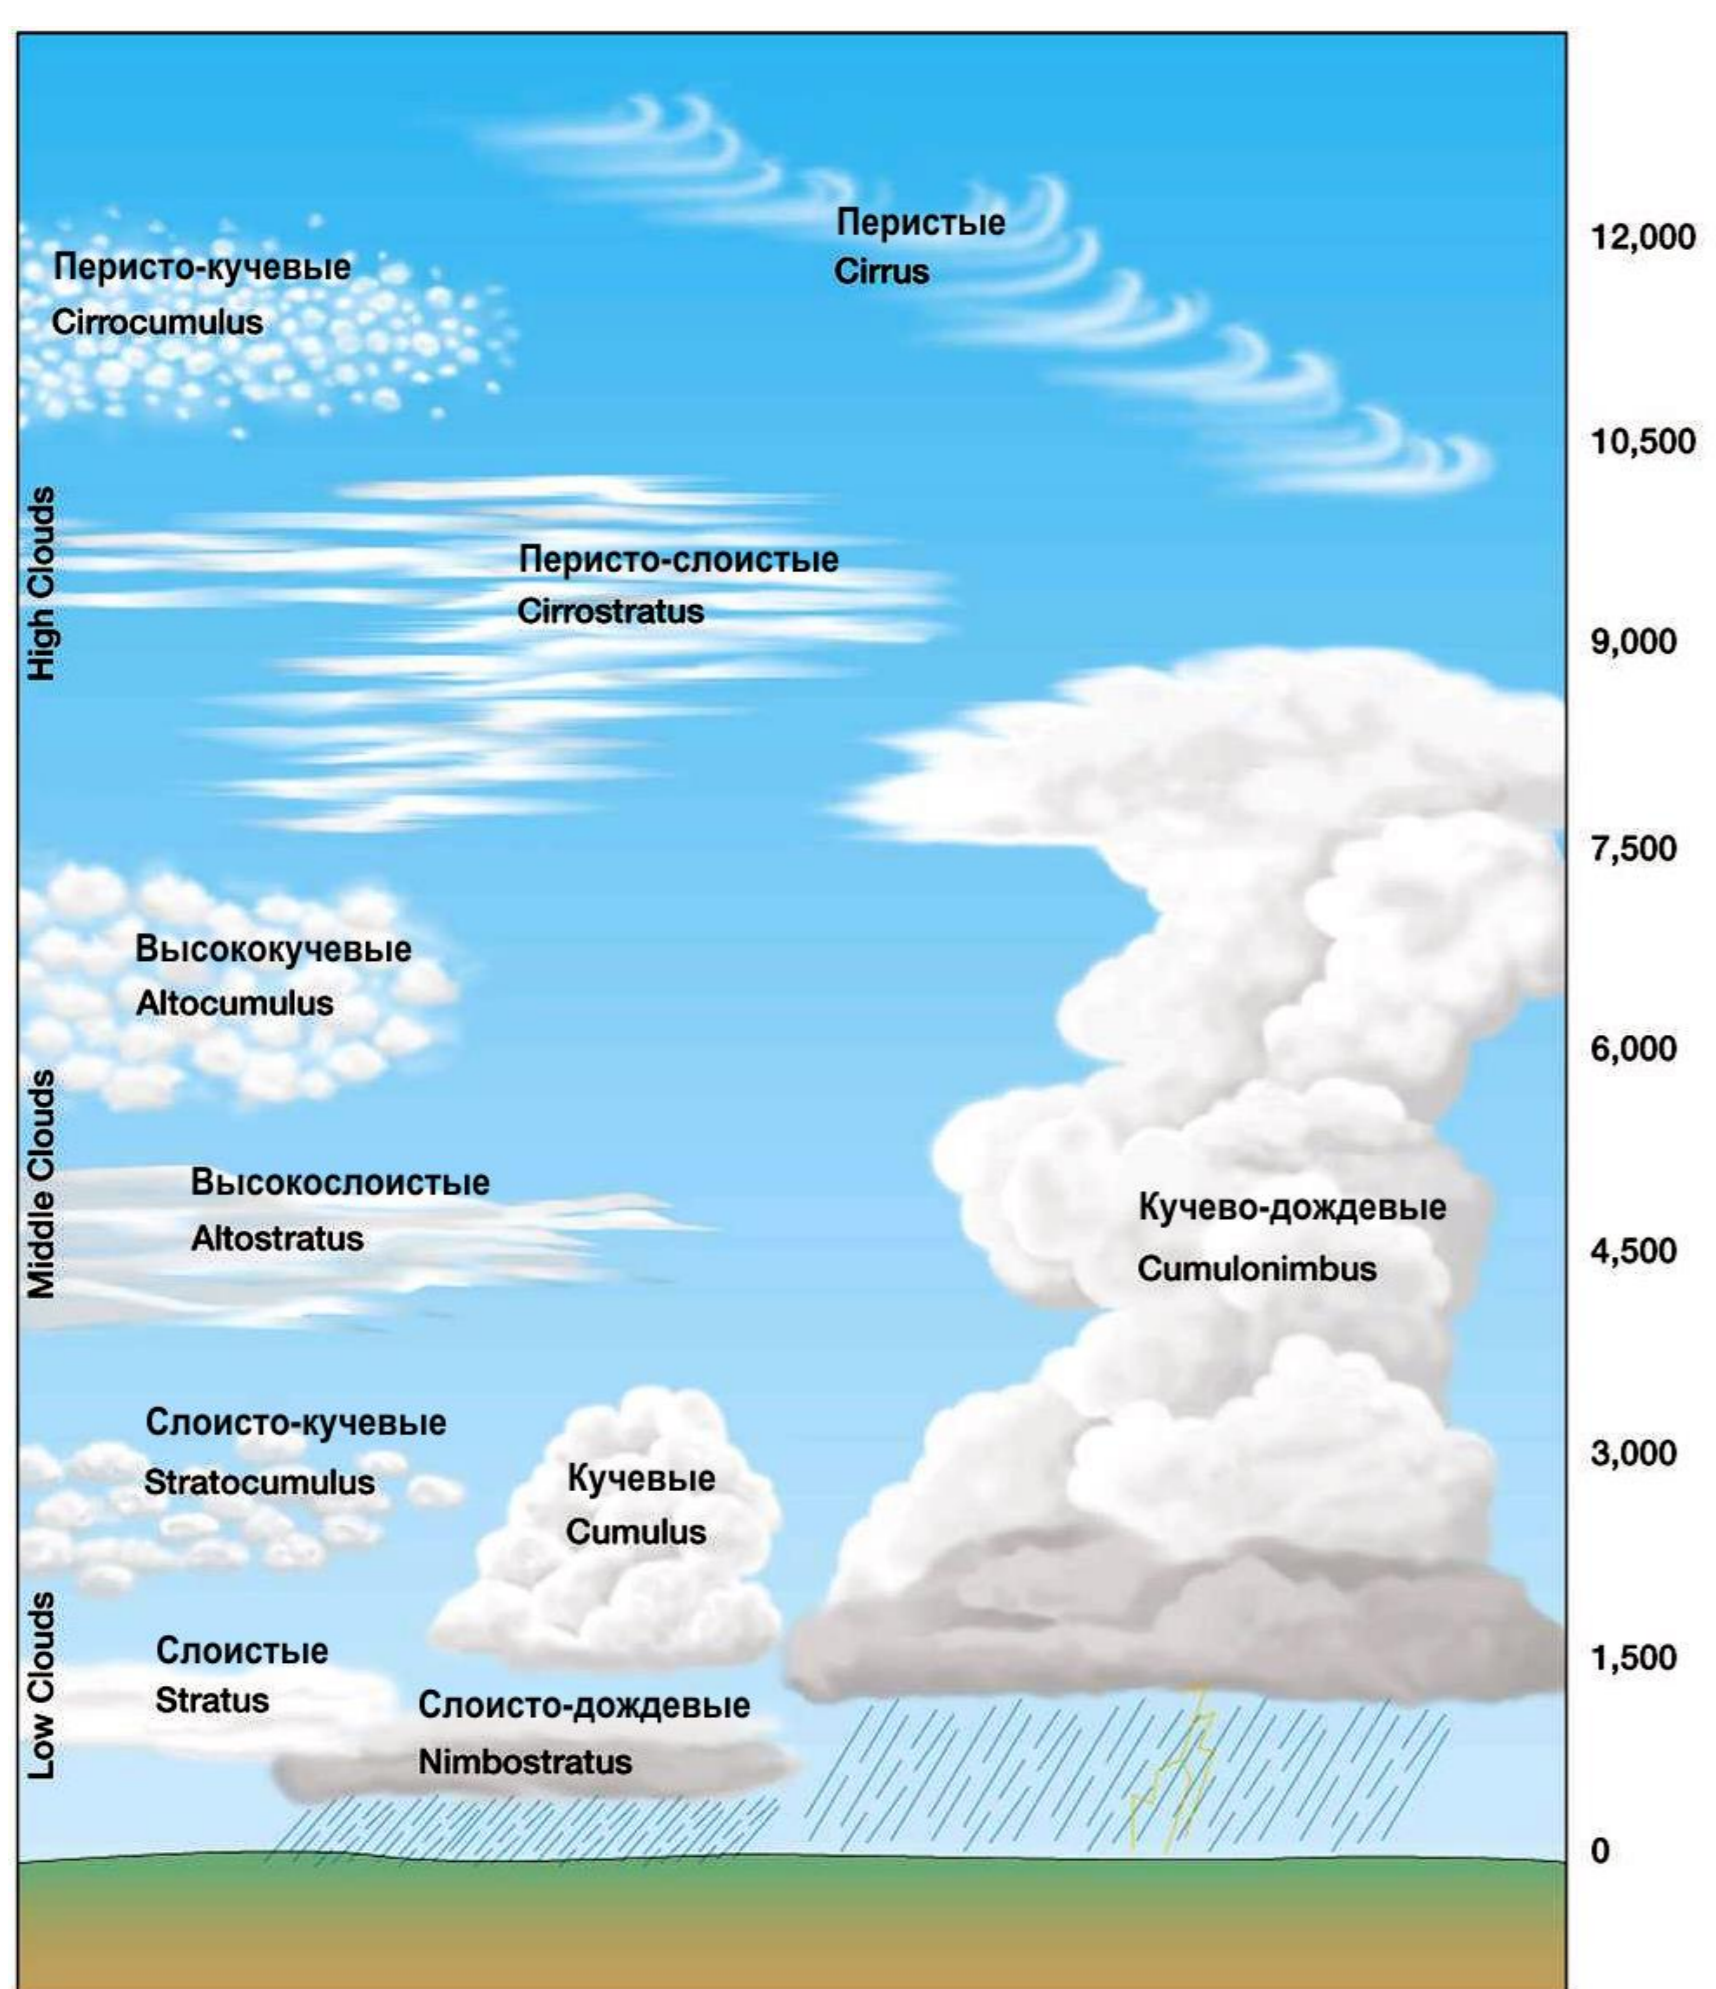 Перистые
Cirrus
12,000
Перисто-кучевые
Cirrocumulus
10,500
High Clouds
Перисто-слоистые
Cirrostratus
9,000
7,500
Высококучевые
Altocumulus
6,000
Middle Clouds
Высокослоистые
Altostratus
Кучево-дождевые
Cumulonimbus
4,500
Слоисто-кучевые
Stratocumulus
Кучевые
Cumulus
3,000
Low Clouds
Слоистые
Stratus
1,500
Слоисто-дождевые
Nimbostratus
0